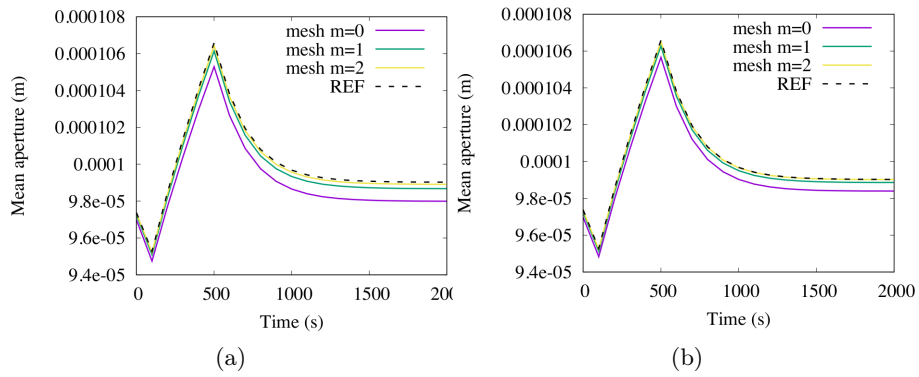 0.000108
0.000106
0.000104
0.000102
0.0001
9.8e-05
9.6e-05
9.4e-05
Mean aperture (m)
mesh m=0
mesh m=1
mesh m=2
REF
0 500 1000 1500 200
Time (s)
(a)
0.000108
0.000106
0.000104
0.000102
0.0001
9.8e-05
9.6e-05
9.4e-05
Mean aperture (m)
mesh m=0
mesh m=1
mesh m=2
REF
0 500 1000 1500 2000
Time (s)
(b)